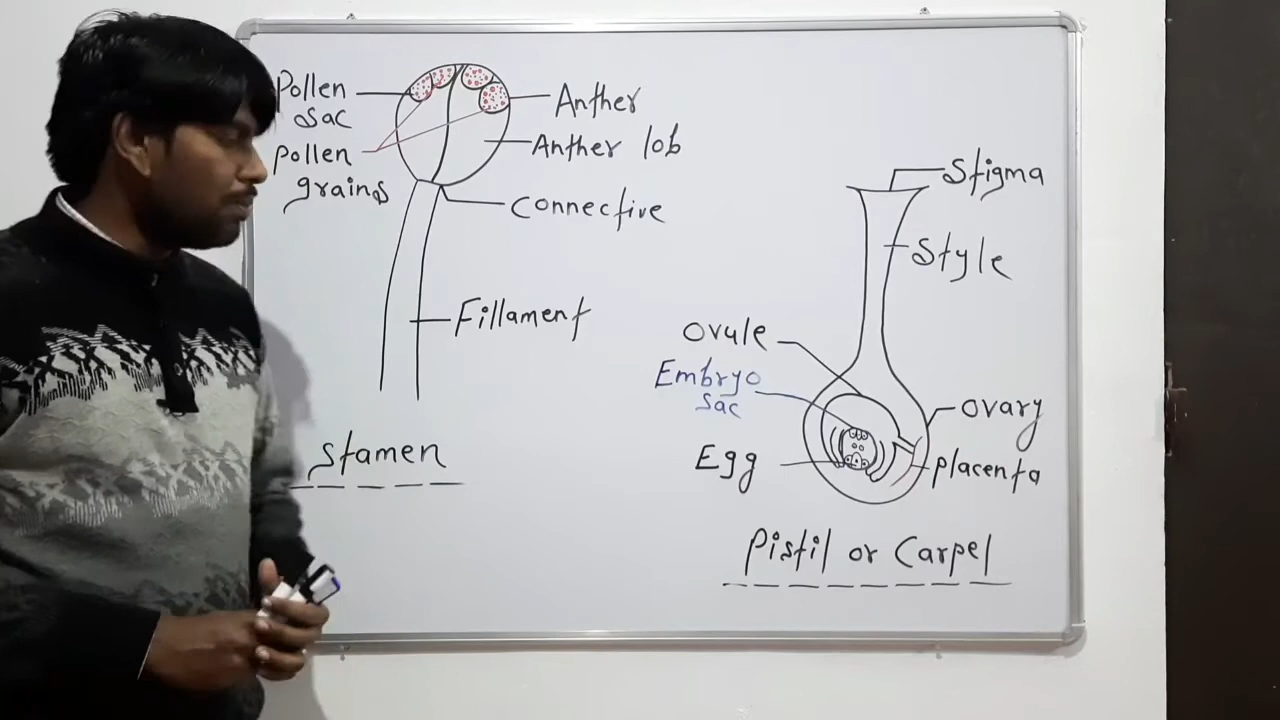 Pollen
Sac
Pollen
grains
Anther
Anther lob
Connective
Fillament
Stamen
Stigma
Style
Ovule
Embryo
Sac
Egg
Ovary
Placenta
Pistil or Carpel